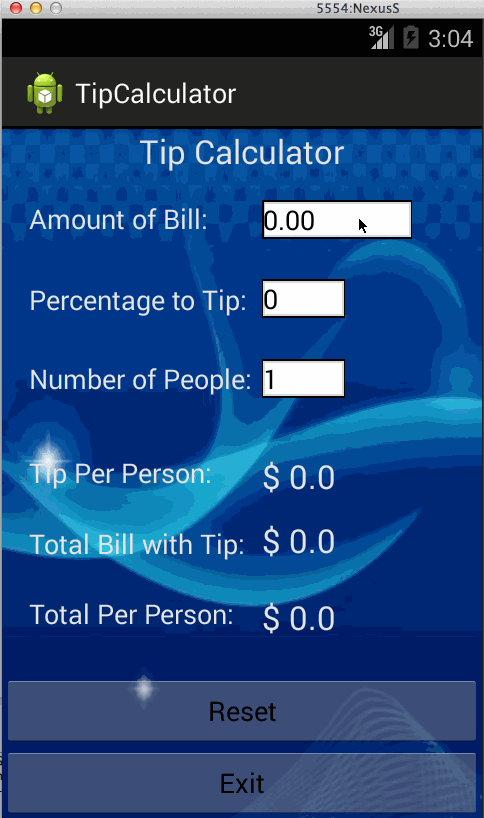 5554:NexusS
3G 3:04
TipCalculator
Tip Calculator
Amount of Bill: 0.00
Percentage to Tip: 0
Number of People: 1
Tip Per Person: $ 0.0
Total Bill with Tip: $ 0.0
Total Per Person: $ 0.0
Reset
Exit